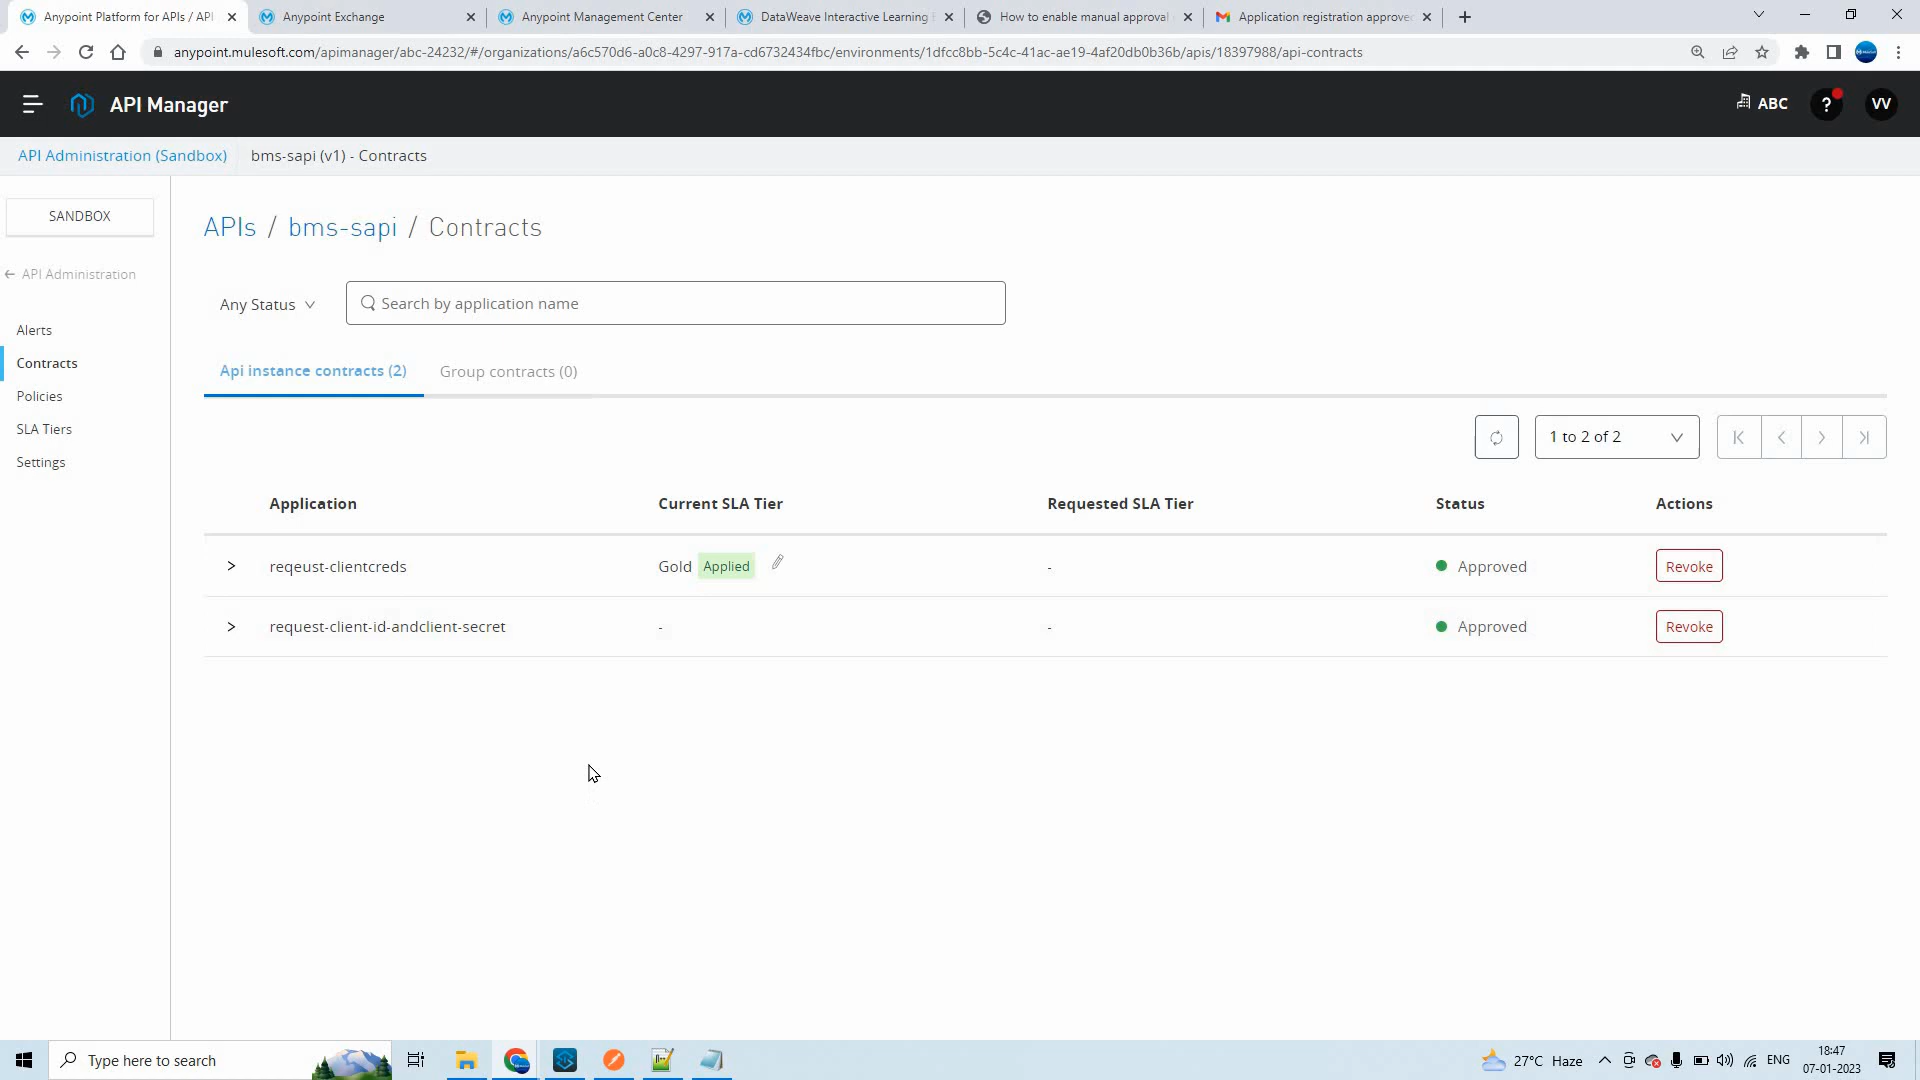 Anypoint Platform for APIs / API
Anypoint Exchange
Anypoint Management Center
DataWeave Interactive Learning
How to enable manual approval
Application registration approve
anypoint.mulesoft.com/apimanager/abc-24232/#/organizations/a6c570d6-a0c8-4297-917a-cd6732434fbc/environments/1dfcc8bb-5c4c-41ac-ae19-4af20db0b36b/apis/18397988/api-contracts
API Manager
ABC
?
VV
API Administration (Sandbox)
bms-sapi (v1) - Contracts
SANDBOX
API Administration
Alerts
Contracts
Policies
SLA Tiers
Settings
APIs / bms-sapi / Contracts
Any Status
Search by application name
Api instance contracts (2)
Group contracts (0)
1 to 2 of 2
Application Current SLA Tier Requested SLA Tier Status Actions
reqeust-clientcreds Gold Applied - Approved Revoke
request-client-id-andclient-secret - - Approved Revoke
Type here to search
27°C Haze
ENG
18:47
07-01-2023